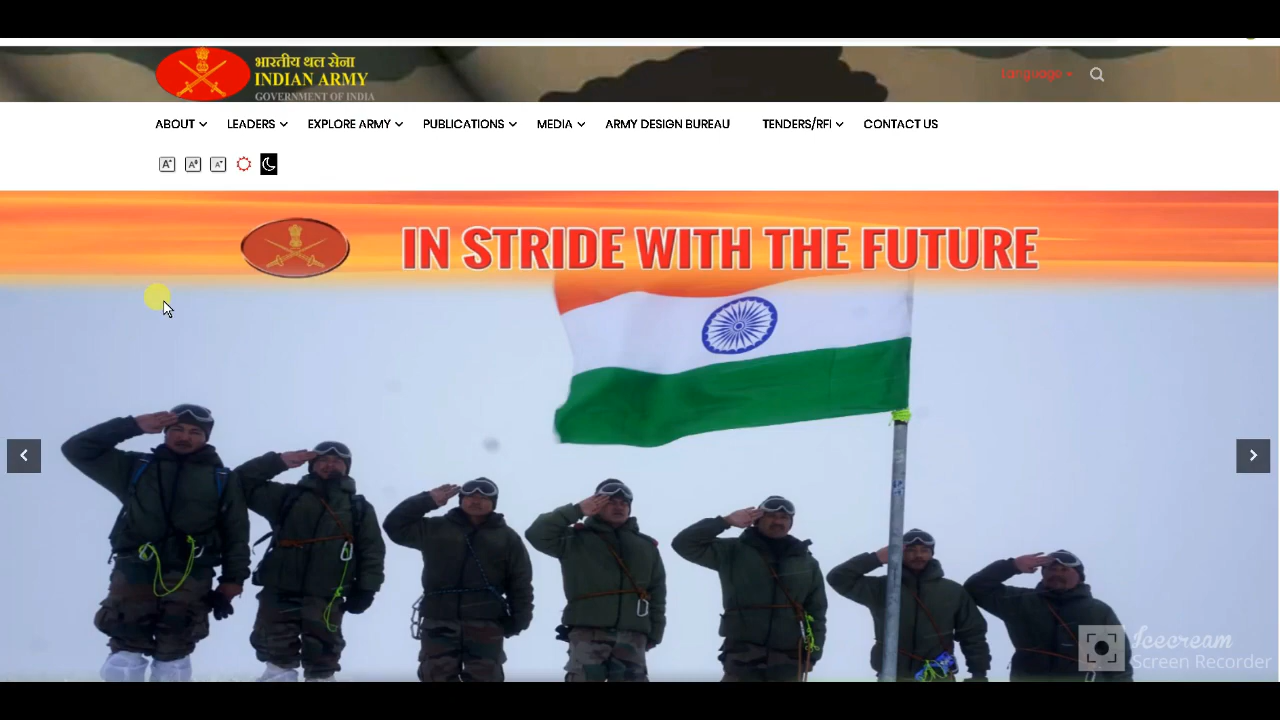 भारतीय थल सेना
INDIAN ARMY
GOVERNMENT OF INDIA
Language
ABOUT LEADERS EXPLORE ARMY PUBLICATIONS MEDIA ARMY DESIGN BUREAU TENDERS/RFI CONTACT US
A+ A A-
IN STRIDE WITH THE FUTURE
Icecream
Screen Recorder